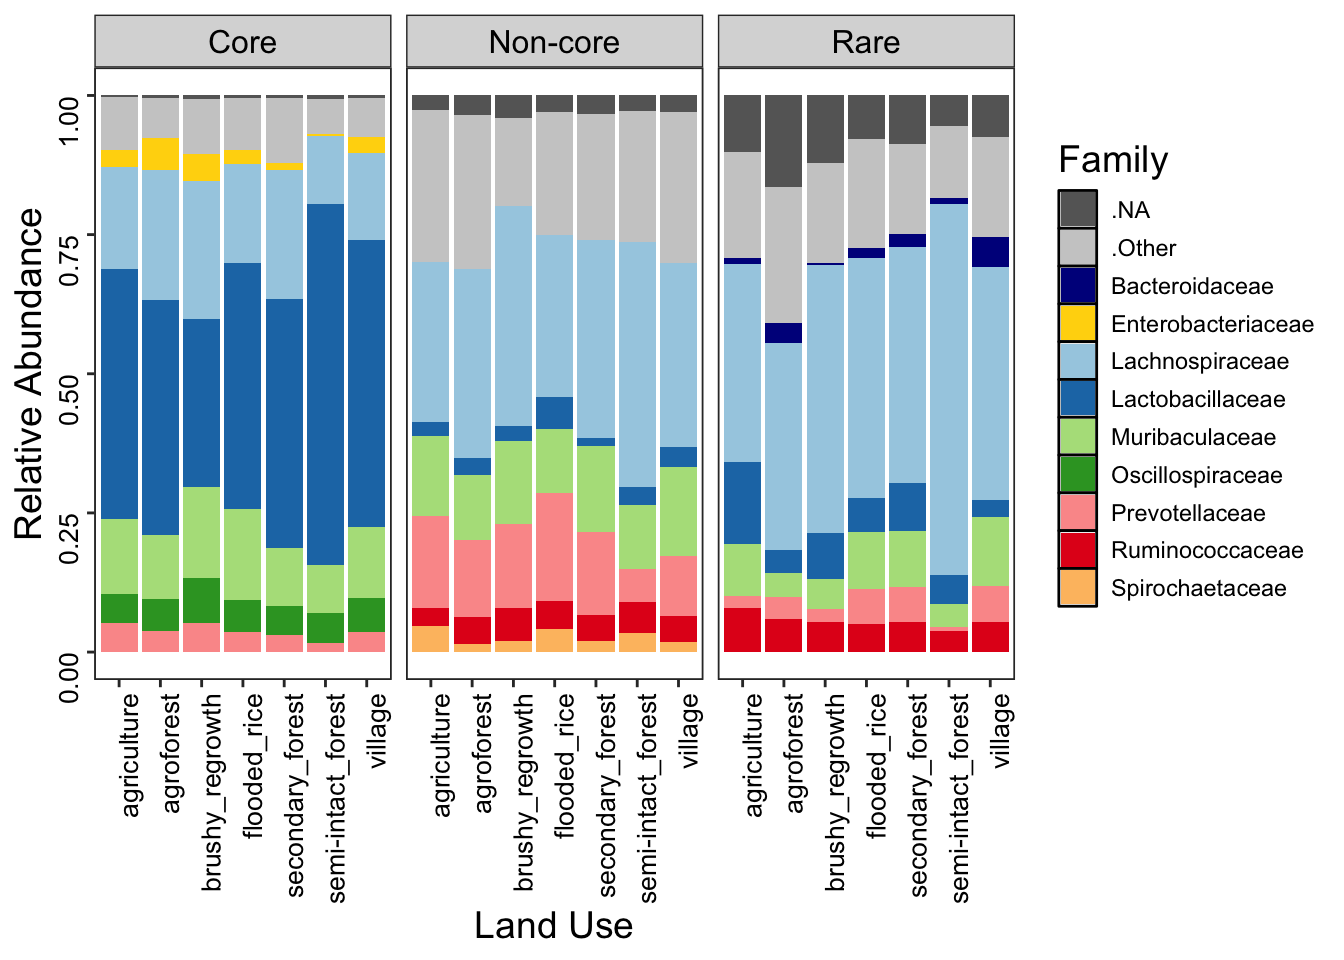 Core
Non-core
Rare
Relative Abundance
1.00
0.75
0.50
0.25
0.00
agriculture
agroforest
brushy_regrowth
flooded_rice
secondary_forest
semi-intact_forest
village
agriculture
agroforest
brushy_regrowth
flooded_rice
secondary_forest
semi-intact_forest
village
agriculture
agroforest
brushy_regrowth
flooded_rice
secondary_forest
semi-intact_forest
village
Land Use
Family
.NA
.Other
Bacteroidaceae
Enterobacteriaceae
Lachnospiraceae
Lactobacillaceae
Muribaculaceae
Oscillospiraceae
Prevotellaceae
Ruminococcaceae
Spirochaetaceae